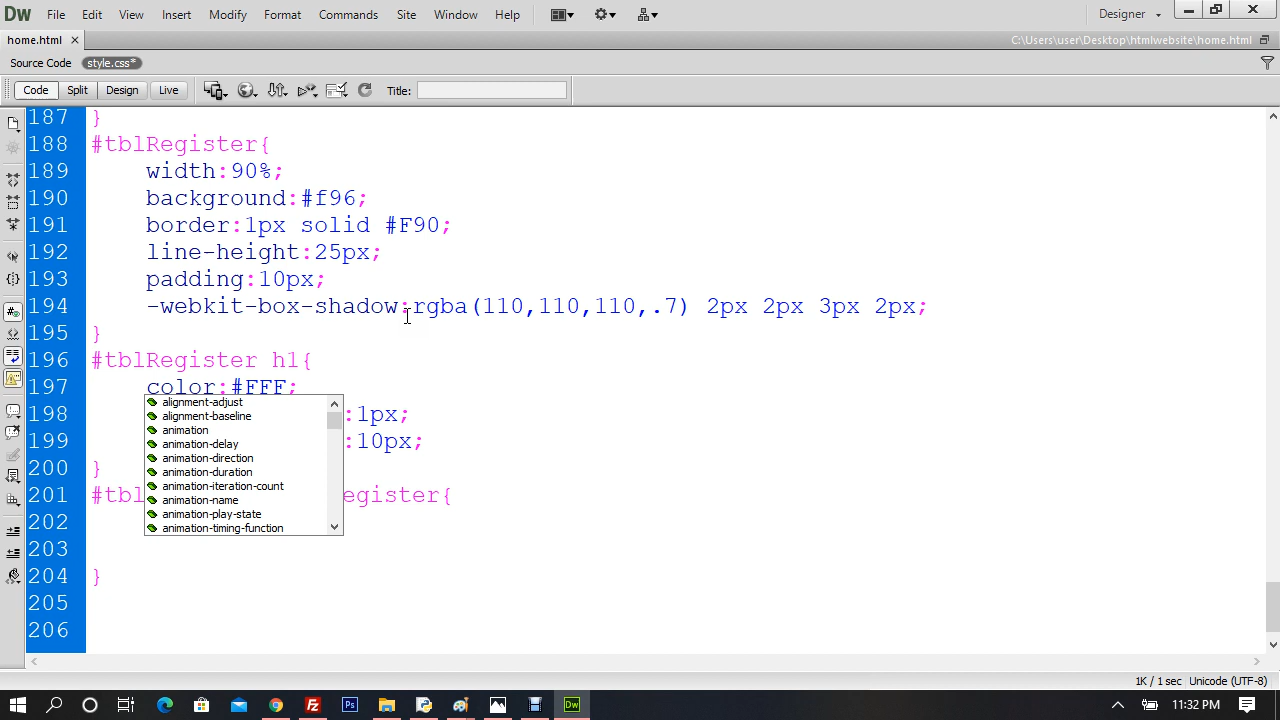 Dw File Edit View Insert Modify Format Commands Site Window Help Designer
home.html × C:\Users\user\Desktop\htmlwebsite\home.html
Source Code style.css*
Code Split Design Live Title:
187 }
188 #tblRegister{
189 width:90%;
190 background:#f96;
191 border:1px solid #F90;
192 line-height:25px;
193 padding:10px;
194 -webkit-box-shadow:rgba(110,110,110,.7) 2px 2px 3px 2px;
195 }
196 #tblRegister h1{
197 color:#FFF;
alignment-adjust
198 :1px;
alignment-baseline
animation
199 :10px;
animation-delay
animation-direction
200 }
animation-duration
animation-iteration-count
201 #tbl egister{
animation-name
animation-play-state
202
animation-timing-function
203
204 }
205
206
1K / 1 sec Unicode (UTF-8)
Fz Ps Dw 11:32 PM